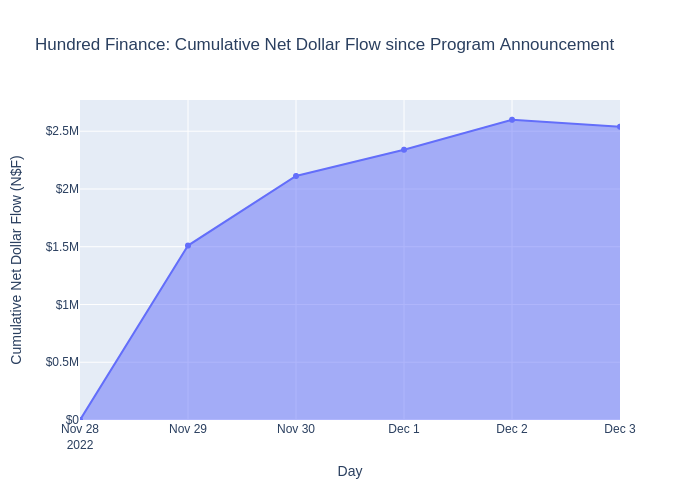 Hundred Finance: Cumulative Net Dollar Flow since Program Announcement
Cumulative Net Dollar Flow (N$F)
$2.5M
$2M
$1.5M
$1M
$0.5M
$0
Nov 28
2022
Nov 29
Nov 30
Dec 1
Dec 2
Dec 3
Day